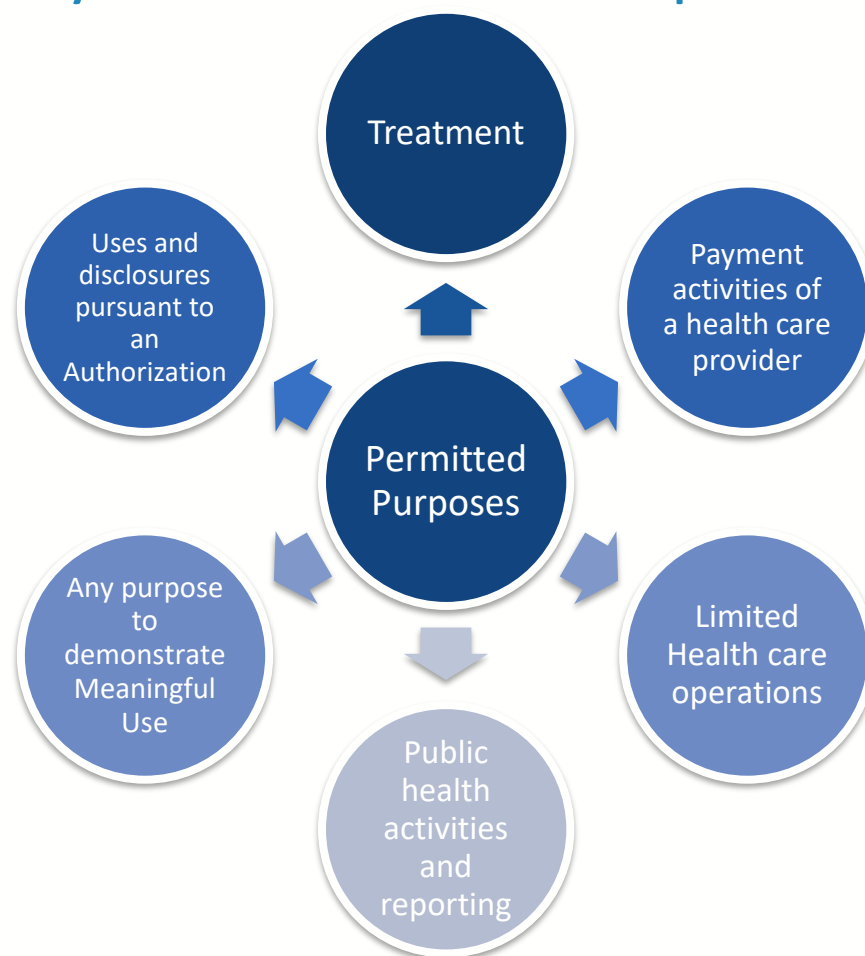 Treatment
Payment
activities of
a health care
provider
Limited
Health care
operations
Public
health
activities
and
reporting
Any purpose
to
demonstrate
Meaningful
Use
Uses and
disclosures
pursuant to
an
Authorization
Permitted
Purposes